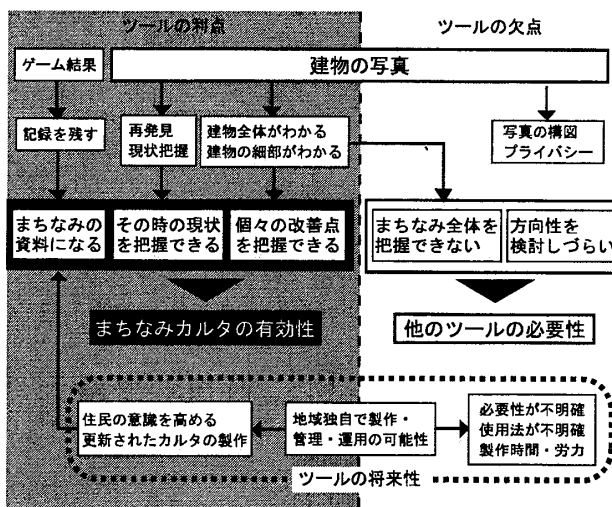 ツールの利点
ツールの欠点
ゲーム結果
建物の写真
記録を残す
再発見
現状把握
建物全体がわかる
建物の細部がわかる
写真の構図
プライバシー
まちなみの
資料になる
その時の現状
を把握できる
個々の改善点
を把握できる
まちなみ全体を
把握できない
方向性を
検討しづらい
まちなみカルタの有効性
他のツールの必要性
住民の意識を高める
更新されたカルタの製作
地域独自で製作・
管理・運用の可能性
必要性が不明確
使用法が不明確
製作時間・労力
ツールの将来性